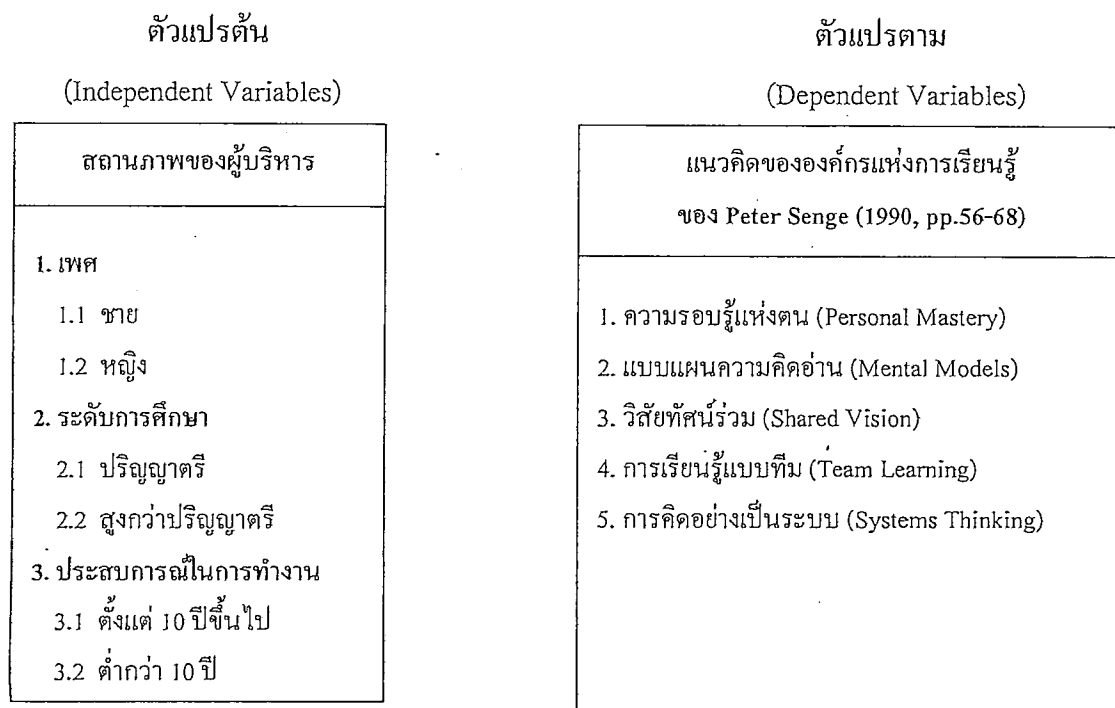 ตัวแปรต้น
(Independent Variables)
สถานภาพของผู้บริหาร
1. เพศ
1.1 ชาย
1.2 หญิง
2. ระดับการศึกษา
2.1 ปริญญาตรี
2.2 สูงกว่าปริญญาตรี
3. ประสบการณ์ในการทำงาน
3.1 ตั้งแต่ 10 ปีขึ้นไป
3.2 ต่ำกว่า 10 ปี
ตัวแปรตาม
(Dependent Variables)
แนวคิดขององค์กรแห่งการเรียนรู้
ของ Peter Senge (1990, pp.56-68)
1. ความรอบรู้แห่งตน (Personal Mastery)
2. แบบแผนความคิดอ่าน (Mental Models)
3. วิสัยทัศน์ร่วม (Shared Vision)
4. การเรียนรู้แบบทีม (Team Learning)
5. การคิดอย่างเป็นระบบ (Systems Thinking)